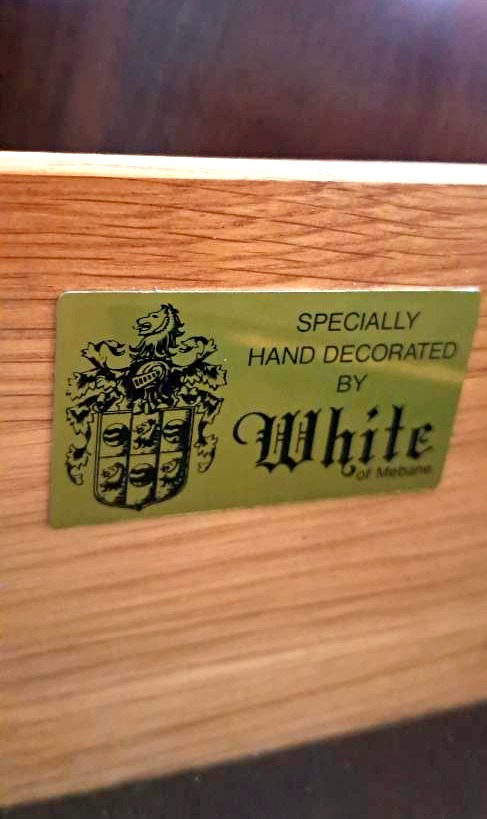 SPECIALLY
HAND DECORATED
BY
White
of Mebane